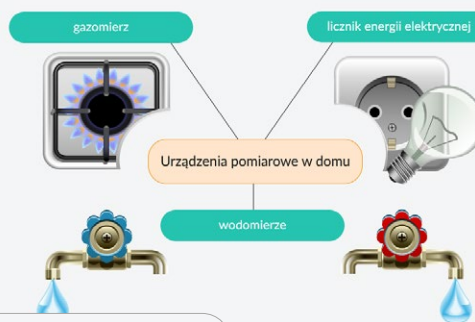 gazomierz
licznik energii elektrycznej
Urządzenia pomiarowe w domu
wodomierze